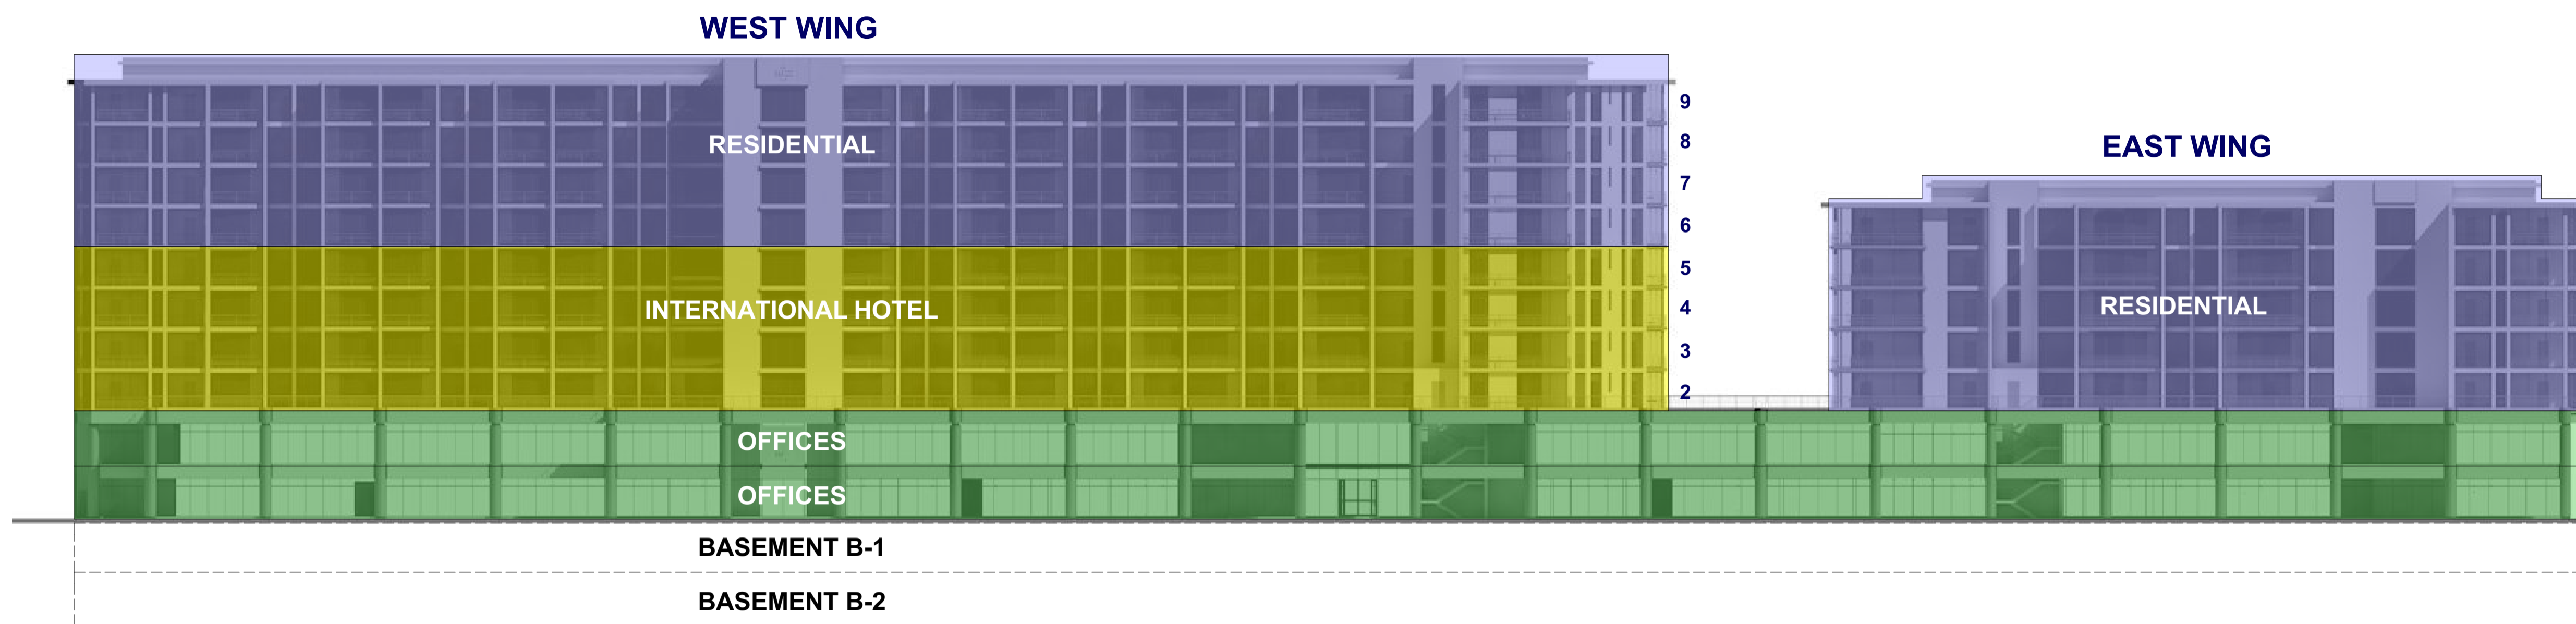 WEST WING
EAST WING
RESIDENTIAL
9
8
7
6
5
4
3
2
INTERNATIONAL HOTEL
RESIDENTIAL
OFFICES
OFFICES
BASEMENT B-1
BASEMENT B-2